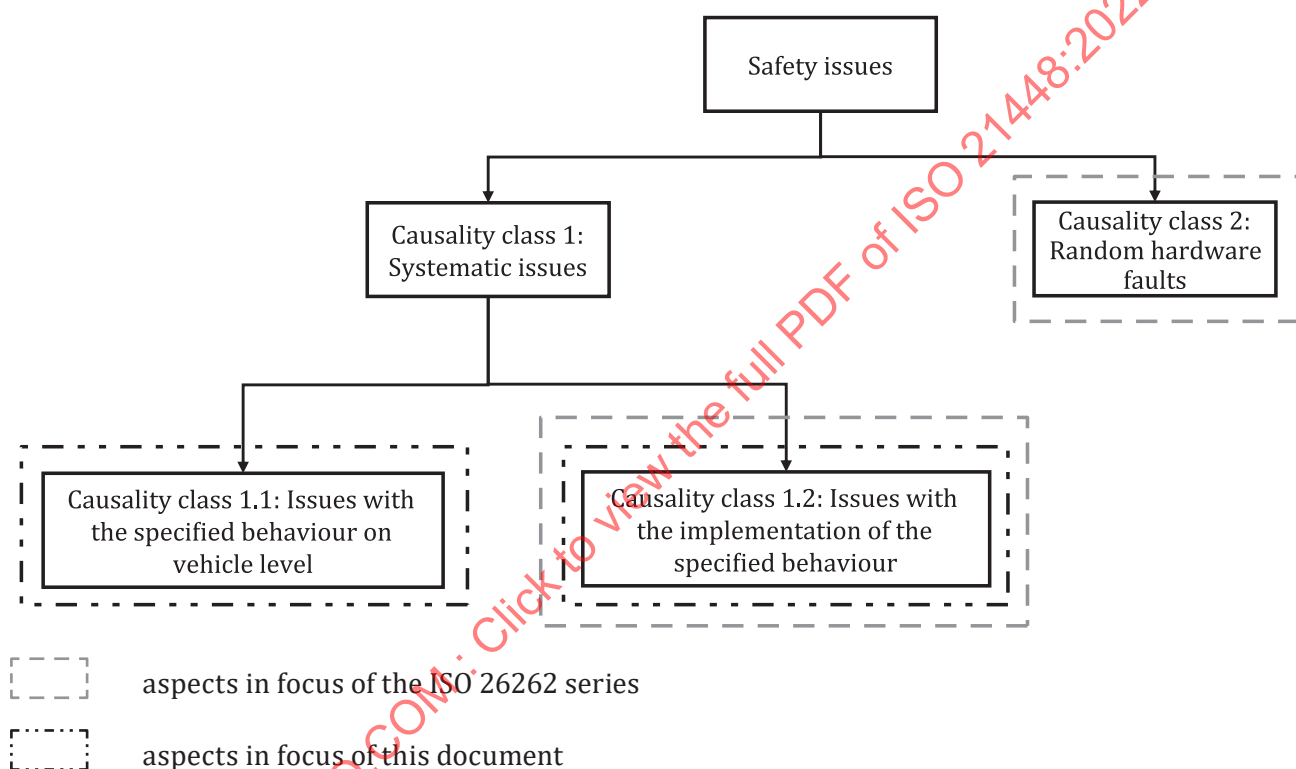 Safety issues
Causality class 1:
Systematic issues
Causality class 2:
Random hardware
faults
Causality class 1.1: Issues with
the specified behaviour on
vehicle level
Causality class 1.2: Issues with
the implementation of the
specified behaviour
aspects in focus of the ISO 26262 series
aspects in focus of this document
COM : Click to view the full PDF of ISO 21448:202